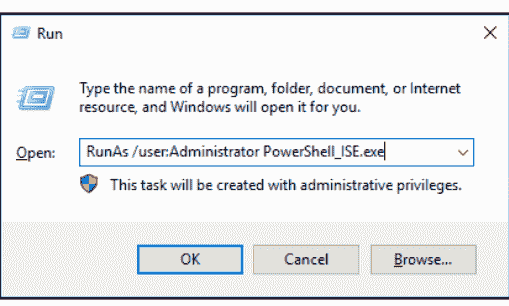 Run
Type the name of a program, folder, document, or Internet
resource, and Windows will open it for you.
Open: RunAs /user:Administrator PowerShell_ISE.exe
This task will be created with administrative privileges.
OK Cancel Browse...